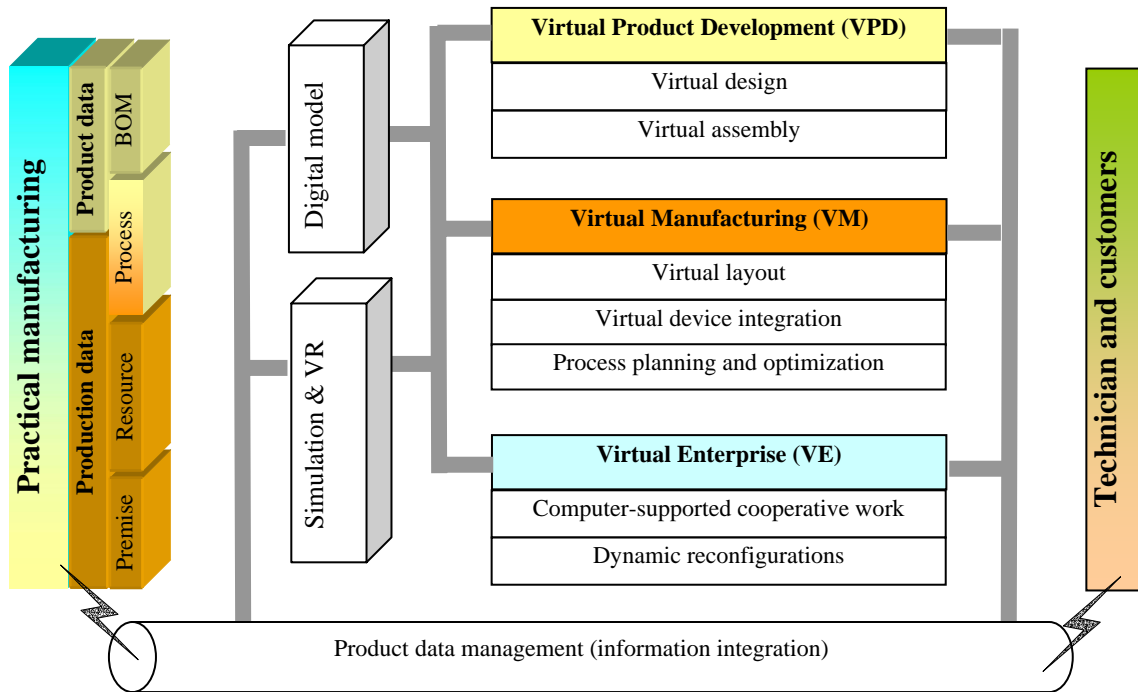 Practical manufacturing
Product data
Production data
BOM
Process
Resource
Premise
Digital model
Simulation & VR
Virtual Product Development (VPD)
Virtual design
Virtual assembly
Virtual Manufacturing (VM)
Virtual layout
Virtual device integration
Process planning and optimization
Virtual Enterprise (VE)
Computer-supported cooperative work
Dynamic reconfigurations
Technician and customers
Product data management (information integration)